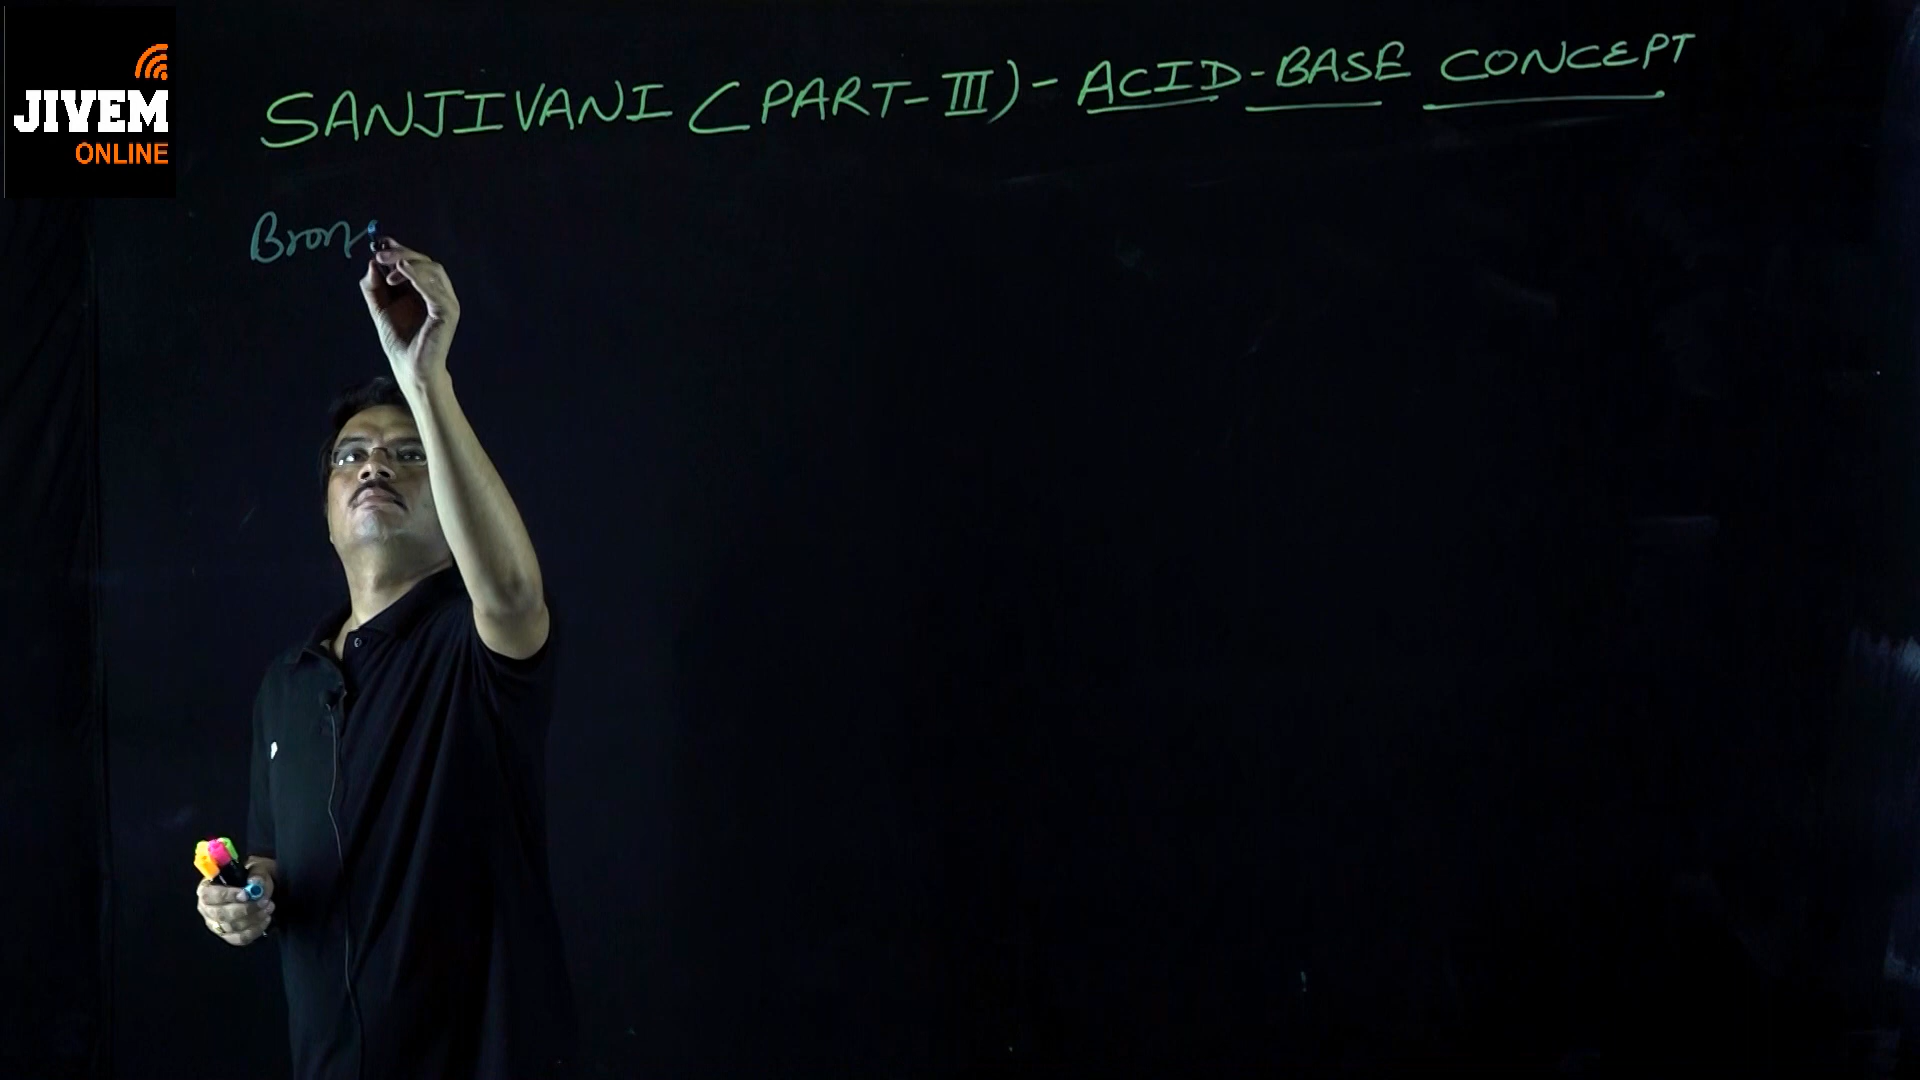 JIVEM
ONLINE
SANJIVANI (PART-III) - ACID-BASE CONCEPT
Bron